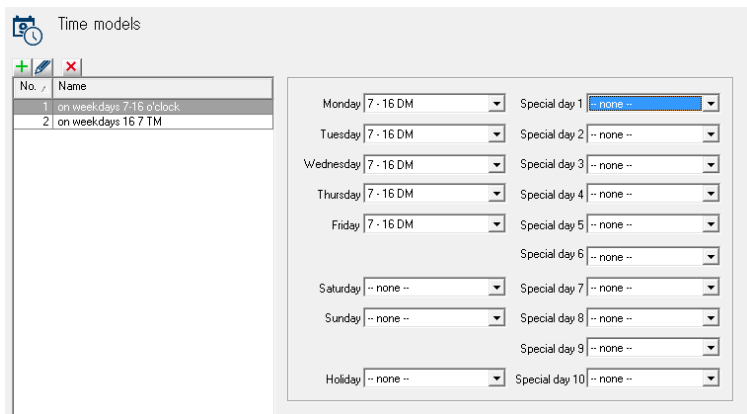 Time models
No. Name
1 on weekdays 7-16 o'clock
2 on weekdays 16 7 TM
Monday 7 - 16 DM Special day 1 -- none --
Tuesday 7 - 16 DM Special day 2 -- none --
Wednesday 7 - 16 DM Special day 3 -- none --
Thursday 7 - 16 DM Special day 4 -- none --
Friday 7 - 16 DM Special day 5 -- none --
Special day 6 -- none --
Saturday -- none -- Special day 7 -- none --
Sunday -- none -- Special day 8 -- none --
Special day 9 -- none --
Holiday -- none -- Special day 10 -- none --